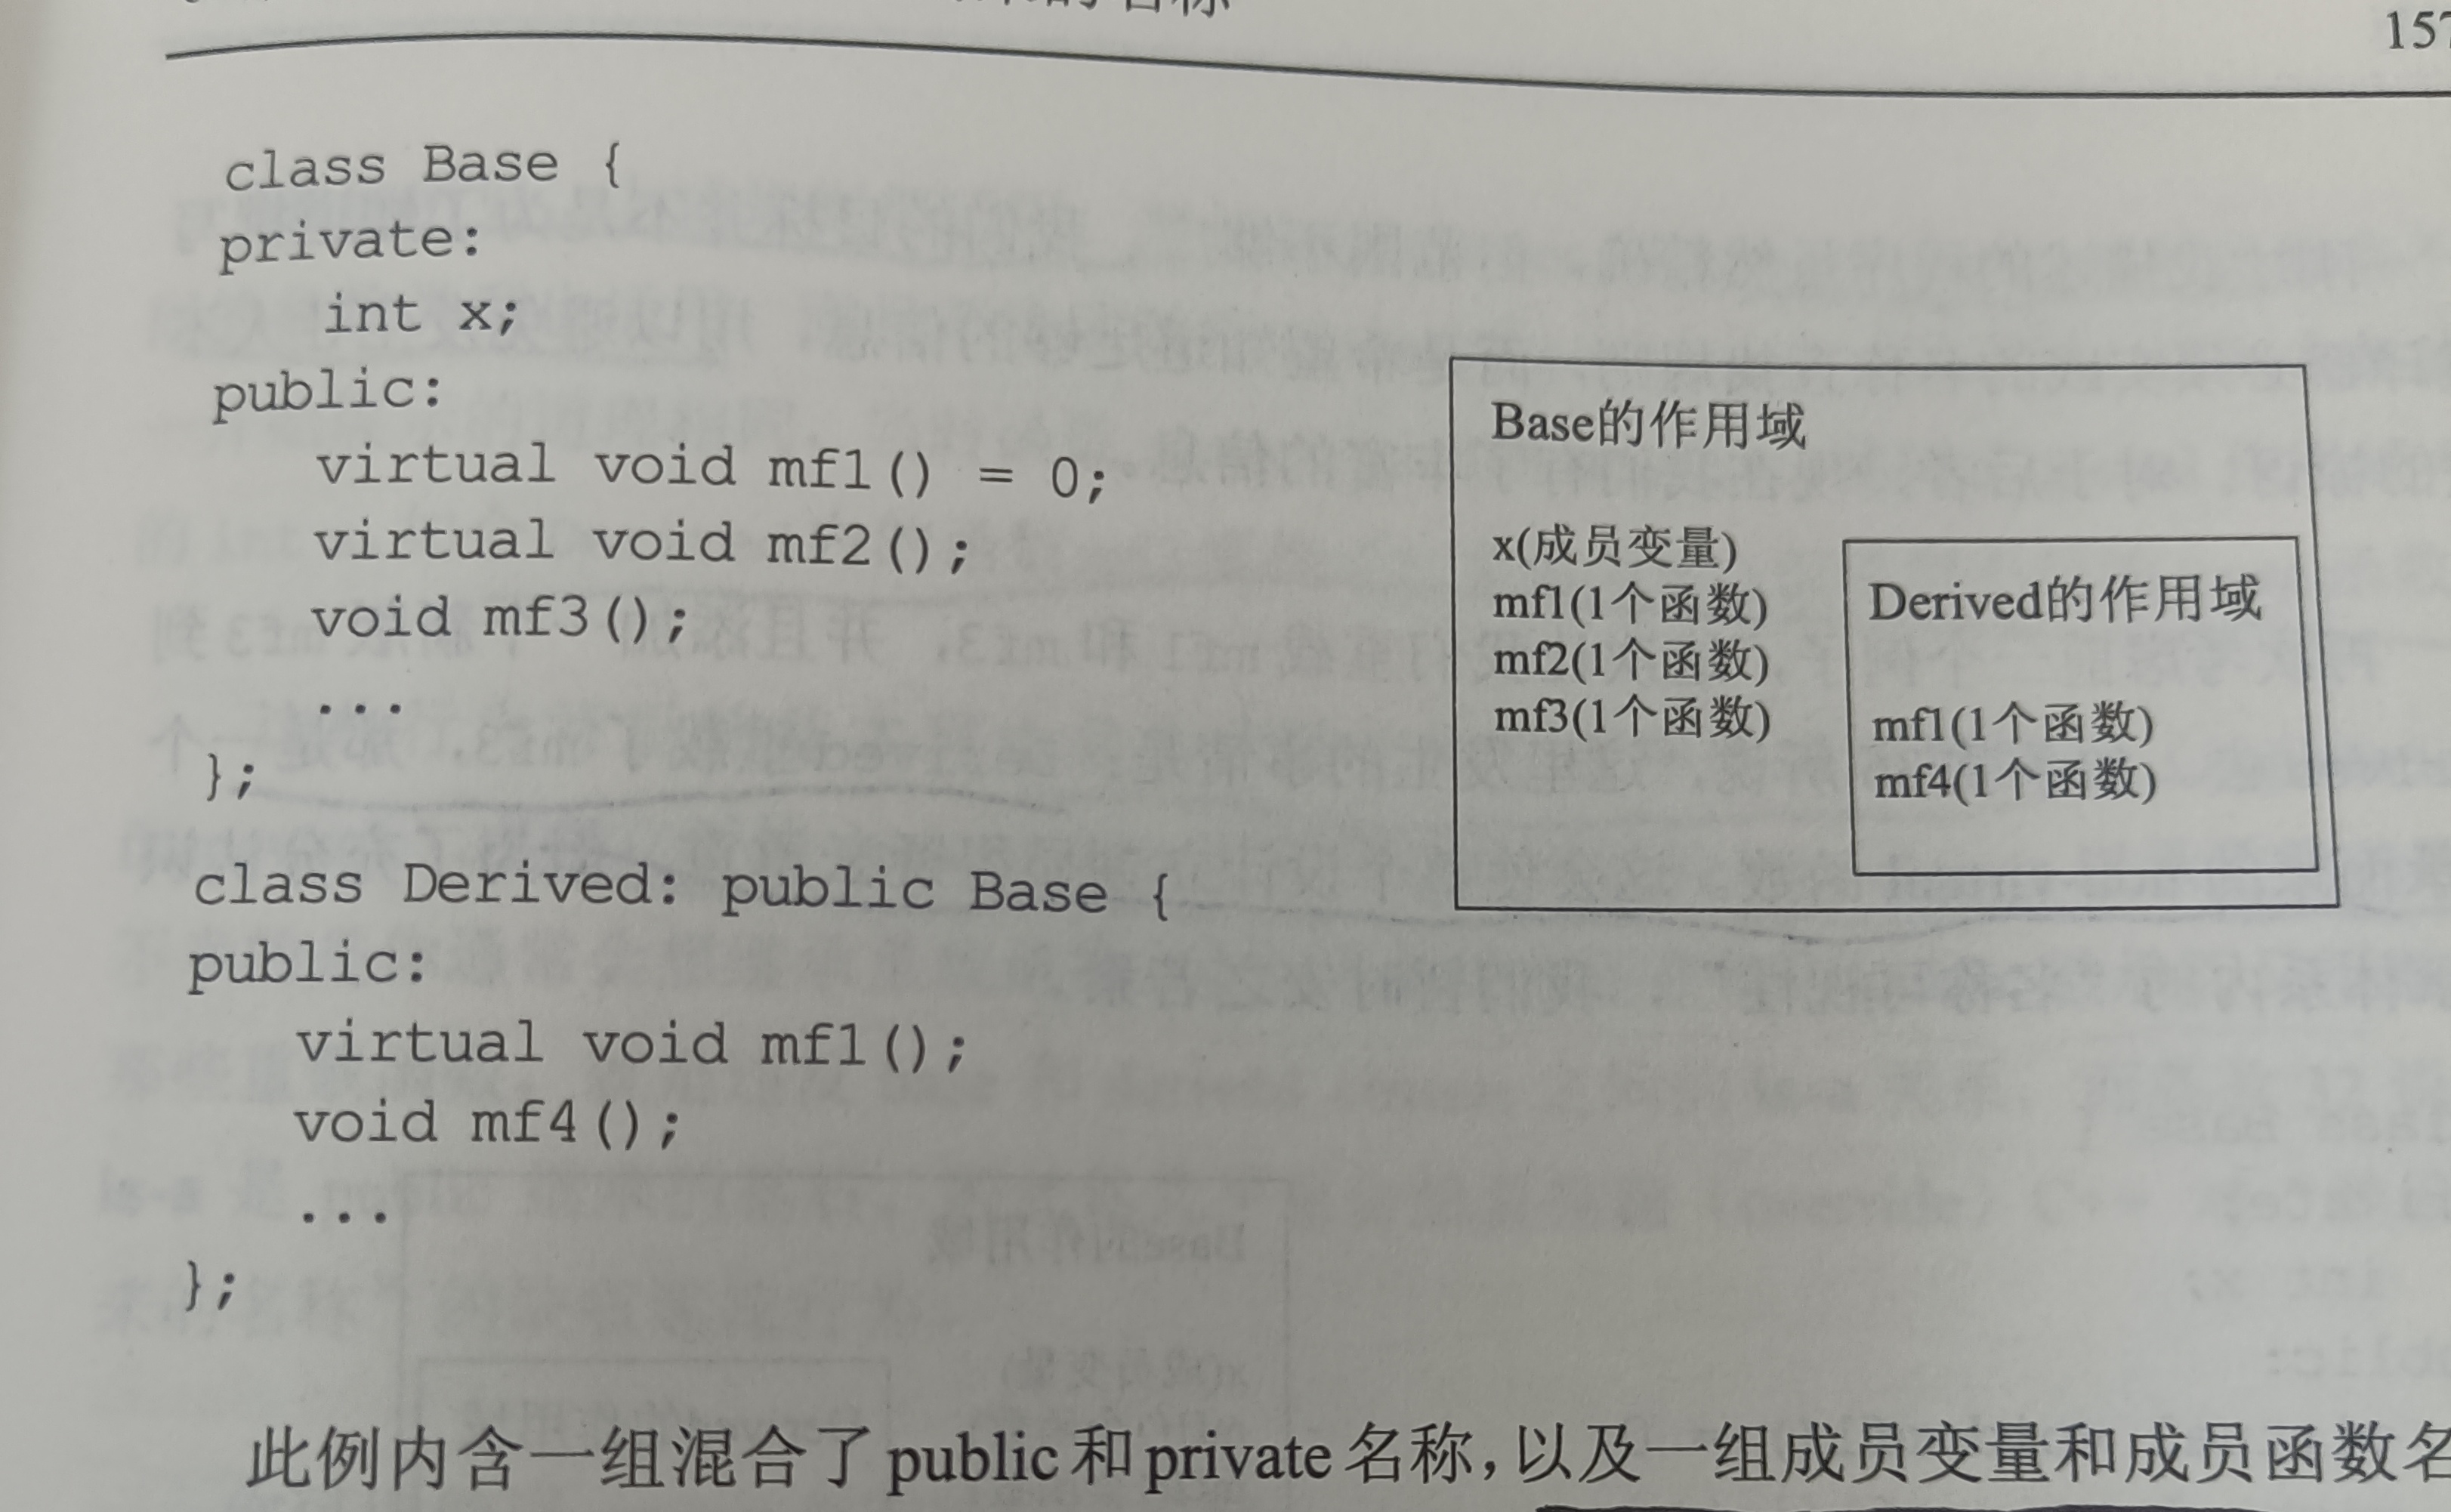 的名称
157
class Base {
private:
int x;
public:
virtual void mf1() = 0;
virtual void mf2();
void mf3();
...
};
class Derived: public Base {
public:
virtual void mf1();
void mf4();
...
};
Base的作用域
x(成员变量)
mf1(1个函数)
mf2(1个函数)
mf3(1个函数)
Derived的作用域
mf1(1个函数)
mf4(1个函数)
此例内含一组混合了public和private名称，以及一组成员变量和成员函数名